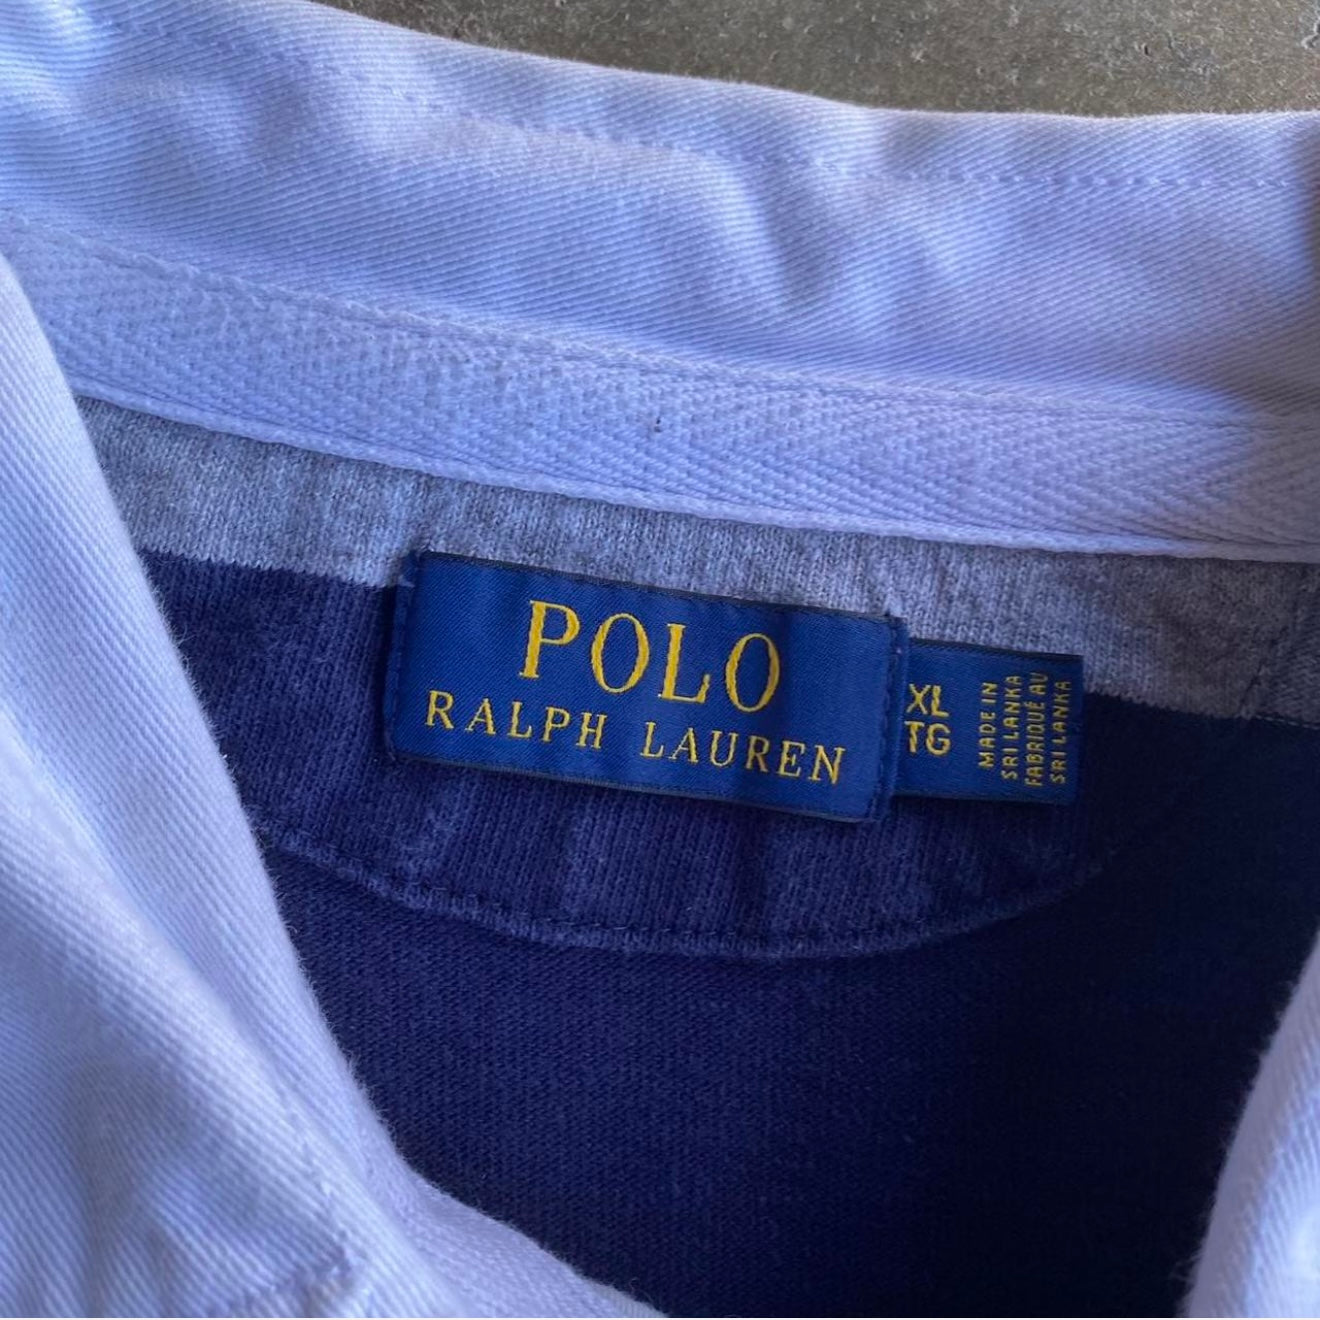 POLO
RALPH LAUREN
XL
TG
MADE IN
SRI LANKA
FABRIQUÉ AU
SRI LANKA